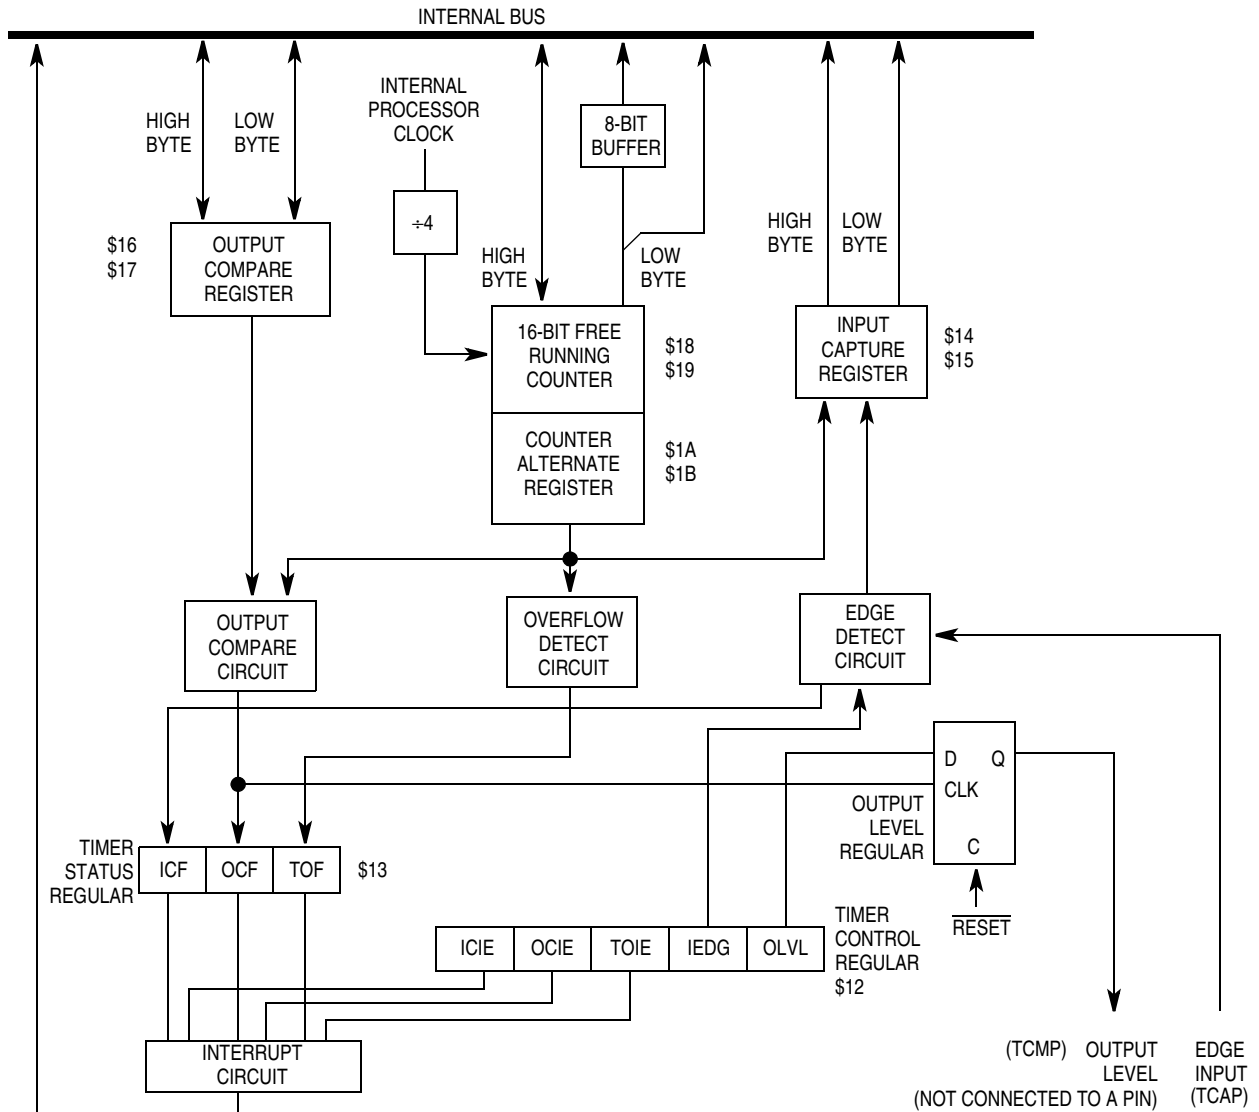 INTERNAL BUS
HIGH
BYTE
LOW
BYTE
INTERNAL
PROCESSOR
CLOCK
÷4
8-BIT
BUFFER
HIGH
BYTE
LOW
BYTE
HIGH
BYTE
LOW
BYTE
$16
$17
OUTPUT
COMPARE
REGISTER
16-BIT FREE
RUNNING
COUNTER
$18
$19
COUNTER
ALTERNATE
REGISTER
$1A
$1B
INPUT
CAPTURE
REGISTER
$14
$15
OUTPUT
COMPARE
CIRCUIT
OVERFLOW
DETECT
CIRCUIT
EDGE
DETECT
CIRCUIT
D Q
CLK
C
OUTPUT
LEVEL
REGULAR
RESET
TIMER
STATUS
REGULAR
ICF OCF TOF
$13
ICIE OCIE TOIE IEDG OLVL
TIMER
CONTROL
REGULAR
$12
INTERRUPT
CIRCUIT
(TCMP) OUTPUT
LEVEL
(NOT CONNECTED TO A PIN)
EDGE
INPUT
(TCAP)